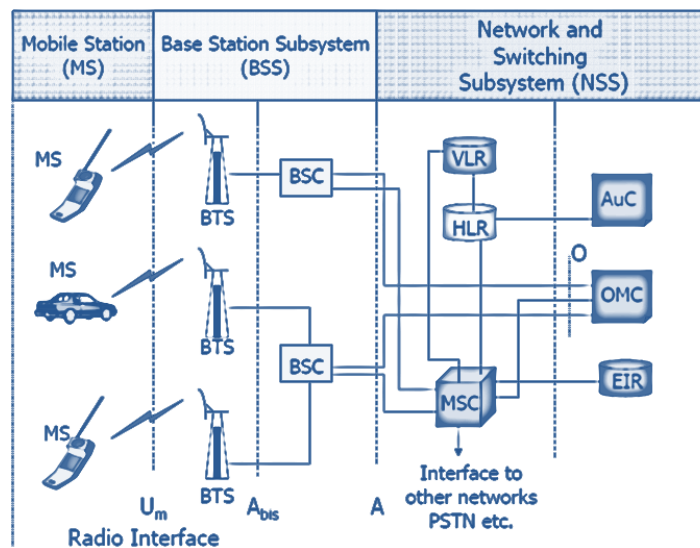 Mobile Station
(MS)
Base Station Subsystem
(BSS)
Network and
Switching
Subsystem (NSS)
MS
BTS
BSC
VLR
HLR
AuC
MS
BTS
BSC
O
OMC
MS
BTS
MSC
EIR
Um
Abis
A
Interface to
other networks
PSTN etc.
Radio Interface